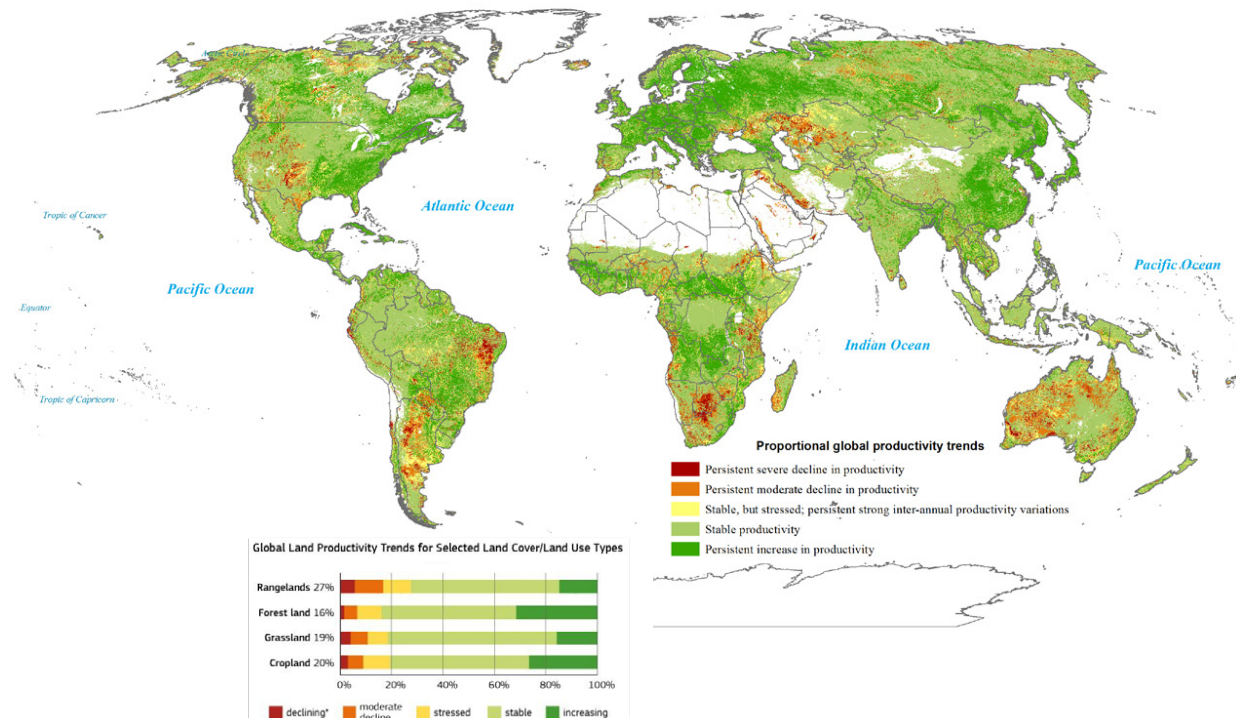 Tropic of Cancer
Atlantic Ocean
Pacific Ocean
Pacific Ocean
Equator
Indian Ocean
Tropic of Capricorn
Proportional global productivity trends
Persistent severe decline in productivity
Persistent moderate decline in productivity
Stable, but stressed; persistent strong inter-annual productivity variations
Stable productivity
Persistent increase in productivity
Global Land Productivity Trends for Selected Land Cover/Land Use Types
Rangelands 27%
Forest land 16%
Grassland 19%
Cropland 20%
0% 20% 40% 60% 80% 100%
declining* moderate decline stressed stable increasing